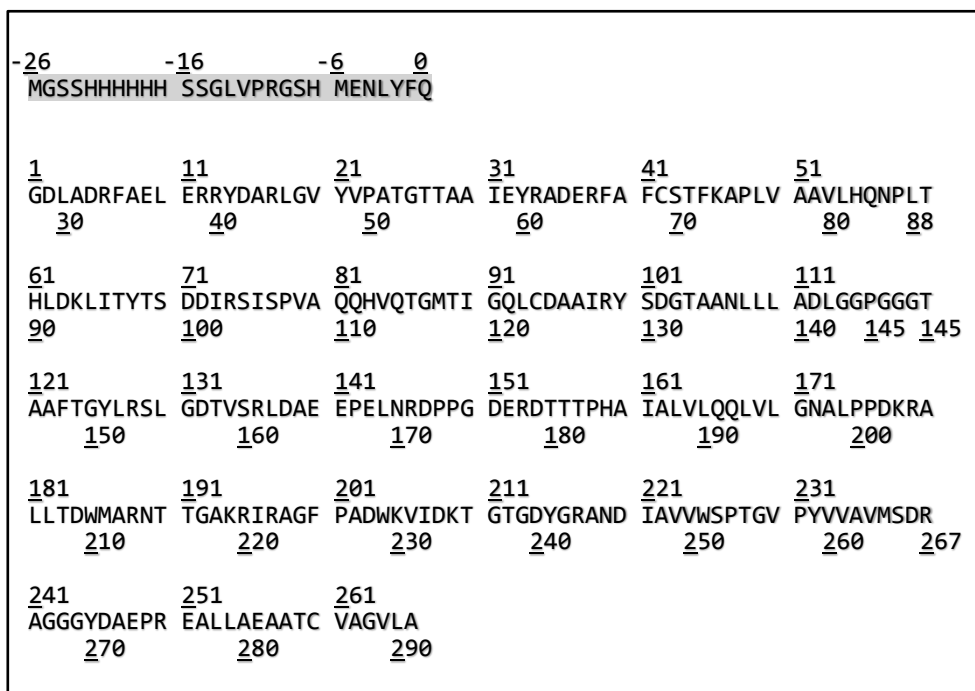 -26 -16 -6 0
MGSSHHHHHH SSGLVPRGSH MENLYFQ
1 11 21 31 41 51
GDLADRFAEL ERRYDARLGV YVPATGTTAA IEYRADERFA FCSTFKAPLV AAVLHQNPLT
30 40 50 60 70 80 88
61 71 81 91 101 111
HLDKLITYTS DDIRSISPVA QQHVQTGMTI GQLCDAAIRY SDGTAANLLL ADLGGPGGGT
90 100 110 120 130 140 145 145
121 131 141 151 161 171
AAFTGYLRSL GDTVSRLDAE EPELNRDPPG DERDTTTPHA IALVLQQLVL GNALPPDKRA
150 160 170 180 190 200
181 191 201 211 221 231
LLTDWMARNT TGAKRIRAGF PADWKVIDKT GTGDYGRAND IAVVWSPTGV PYVVAVMSDR
210 220 230 240 250 260 267
241 251 261
AGGGYDAEPR EALLAEAATC VAGVLA
270 280 290